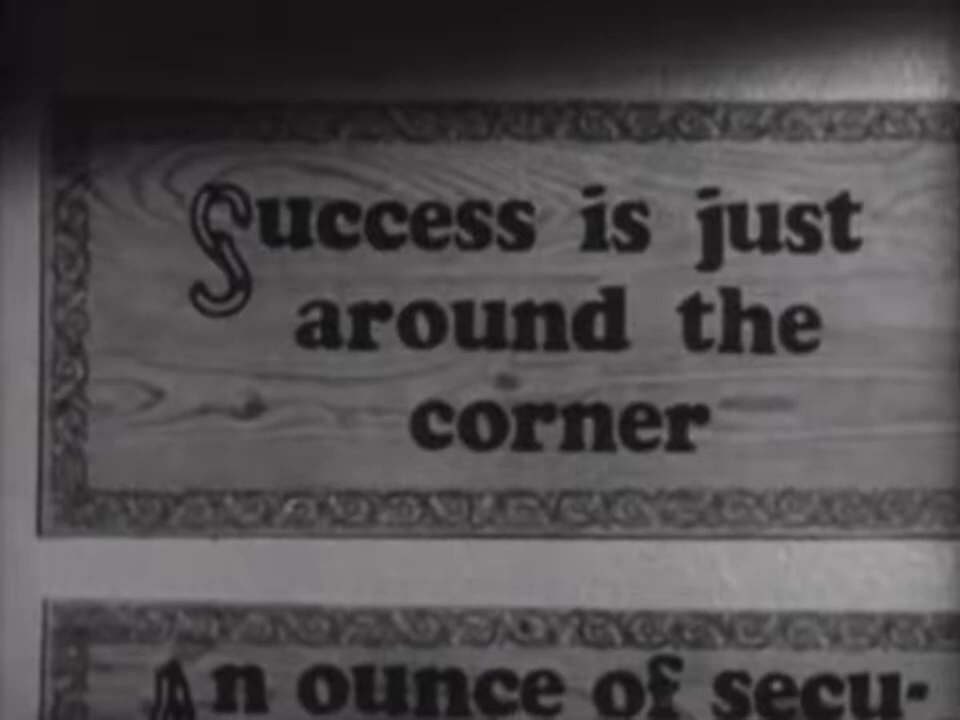 Success is just
around the
corner
An ounce of secu-